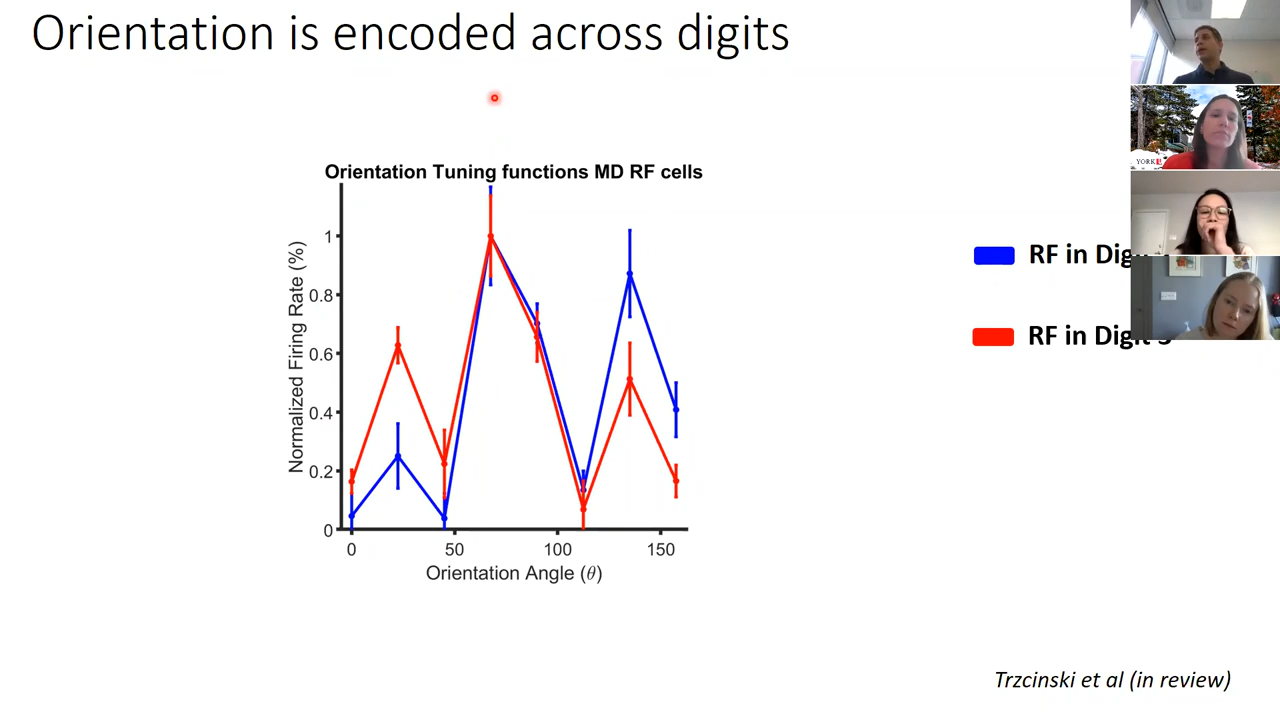 Orientation is encoded across digits
Orientation Tuning functions MD RF cells
Normalized Firing Rate (%)
1
0.8
0.6
0.4
0.2
0
0
50
100
150
Orientation Angle (θ)
RF in
RF in
YORK U
Trzcinski et al (in review)